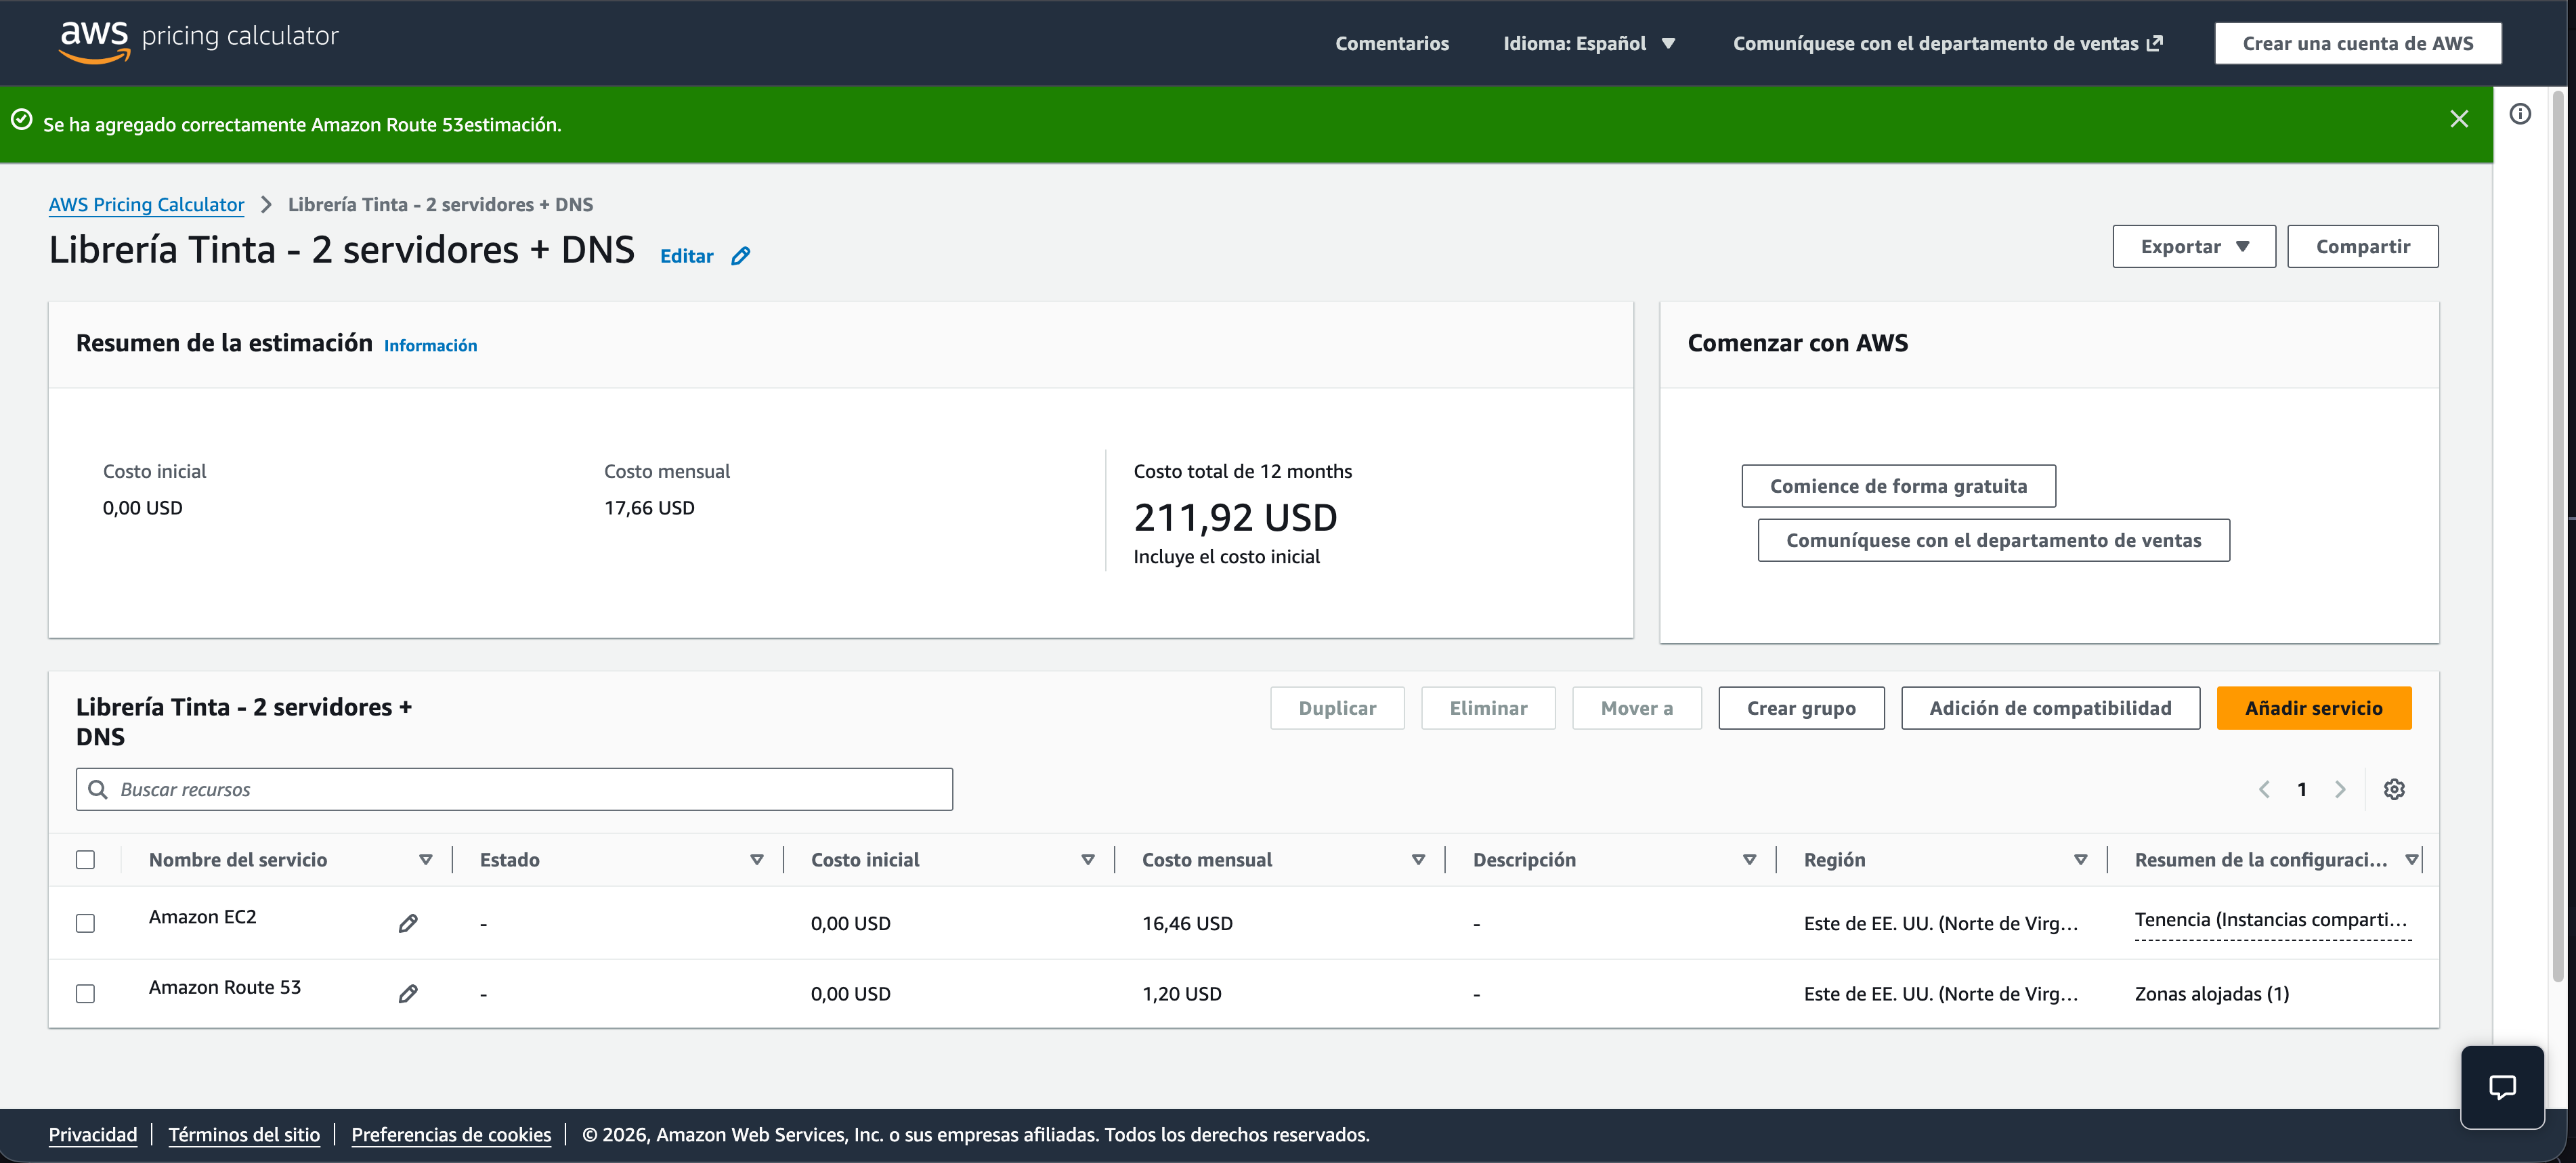 aws pricing calculator
Comentarios
Idioma: Español
Comuníquese con el departamento de ventas
Crear una cuenta de AWS
Se ha agregado correctamente Amazon Route 53estimación.
AWS Pricing Calculator
Librería Tinta - 2 servidores + DNS
Librería Tinta - 2 servidores + DNS
Editar
Exportar
Compartir
Resumen de la estimación Información
Costo inicial
0,00 USD
Costo mensual
17,66 USD
Costo total de 12 months
211,92 USD
Incluye el costo inicial
Comenzar con AWS
Comience de forma gratuita
Comuníquese con el departamento de ventas
Librería Tinta - 2 servidores +
DNS
Duplicar
Eliminar
Mover a
Crear grupo
Adición de compatibilidad
Añadir servicio
Buscar recursos
1
Nombre del servicio
Estado
Costo inicial
Costo mensual
Descripción
Región
Resumen de la configuraci...
Amazon EC2
-
0,00 USD
16,46 USD
-
Este de EE. UU. (Norte de Virg...
Tenencia (Instancias comparti...
Amazon Route 53
-
0,00 USD
1,20 USD
-
Este de EE. UU. (Norte de Virg...
Zonas alojadas (1)
Privacidad
Términos del sitio
Preferencias de cookies
© 2026, Amazon Web Services, Inc. o sus empresas afiliadas. Todos los derechos reservados.